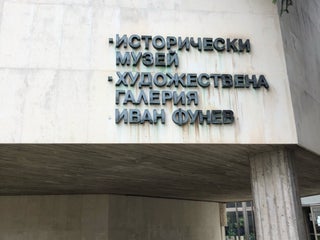 ·ИСТОРИЧЕСКИ
МУЗЕЙ
·ХУДОЖЕСТВЕНА
ГАЛЕРИЯ
ИВАН ФУНЕВ